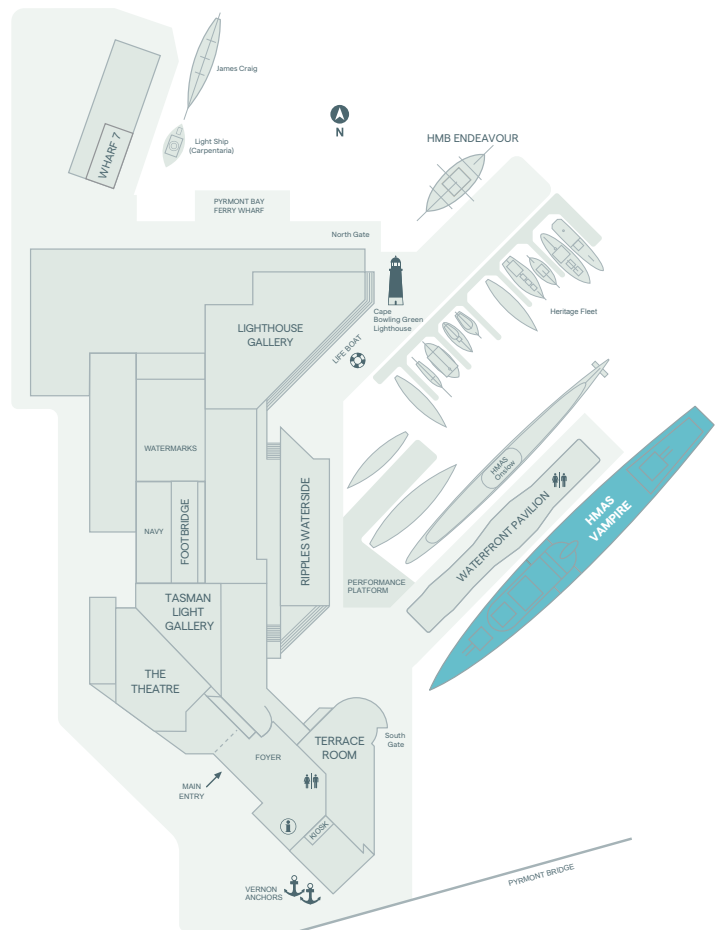 James Craig
WHARF 7
Light Ship
(Carpentaria)
N
HMB ENDEAVOUR
PYRMONT BAY
FERRY WHARF
North Gate
Cape
Bowling Green
Lighthouse
Heritage Fleet
LIGHTHOUSE
GALLERY
LIFE BOAT
WATERMARKS
HMAS
Onslow
HMAS
VAMPIRE
NAVY
FOOTBRIDGE
RIPPLES WATERSIDE
WATERFRONT PAVILION
PERFORMANCE
PLATFORM
TASMAN
LIGHT
GALLERY
THE
THEATRE
TERRACE
ROOM
South
Gate
FOYER
MAIN
ENTRY
i
KIOSK
VERNON
ANCHORS
PYRMONT BRIDGE